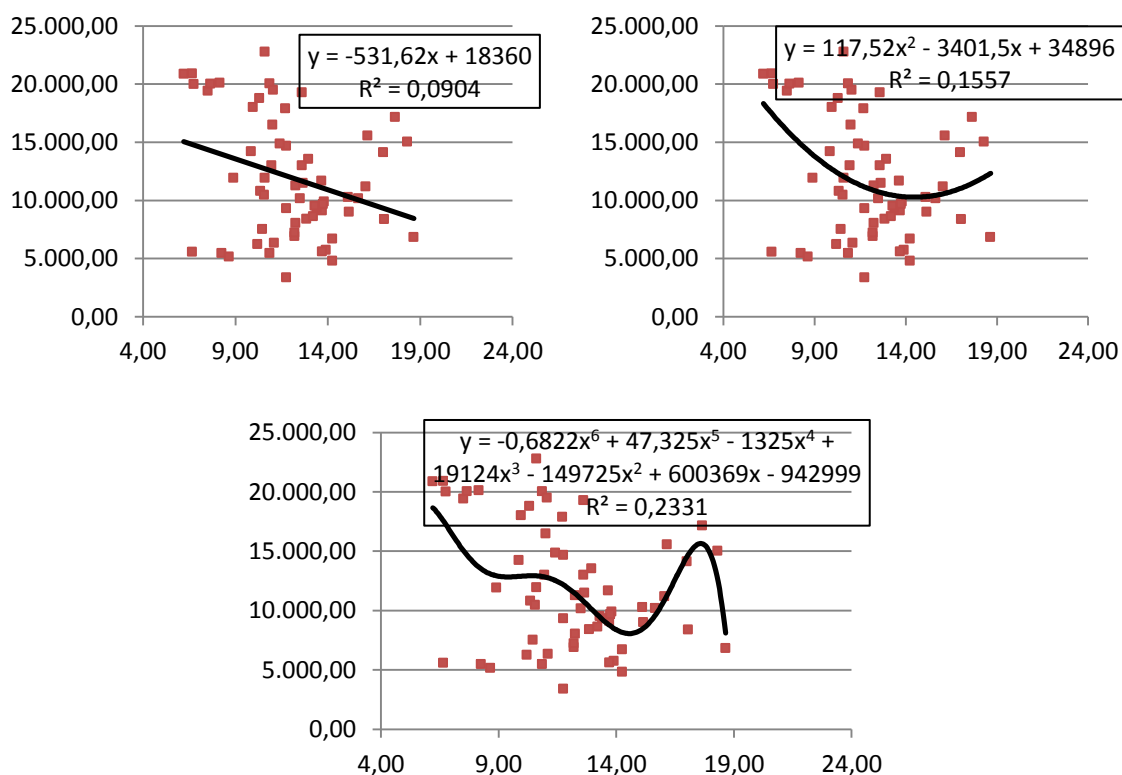 25.000,00
20.000,00
15.000,00
10.000,00
5.000,00
0,00
4,00 9,00 14,00 19,00 24,00
y = -531,62x + 18360
R² = 0,0904
25.000,00
20.000,00
15.000,00
10.000,00
5.000,00
0,00
4,00 9,00 14,00 19,00 24,00
y = 117,52x² - 3401,5x + 34896
R² = 0,1557
25.000,00
20.000,00
15.000,00
10.000,00
5.000,00
0,00
4,00 9,00 14,00 19,00 24,00
y = -0,6822x⁶ + 47,325x⁵ - 1325x⁴ +
19124x³ - 149725x² + 600369x - 942999
R² = 0,2331